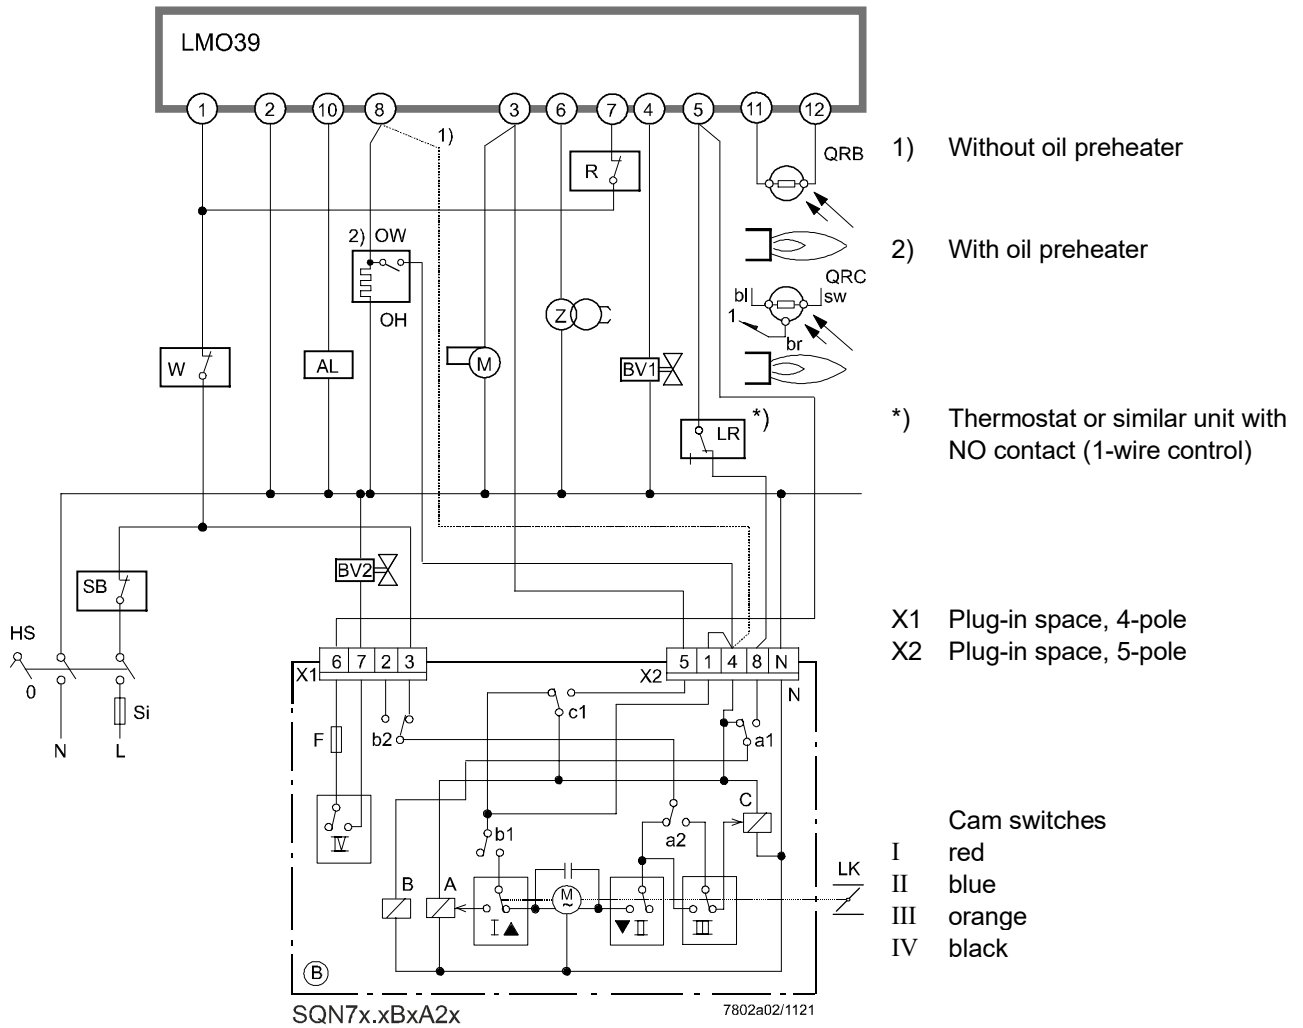 LMO39
1 2 10 8 3 6 7 4 5 11 12
1)
R
QRB
1) Without oil preheater
2) OW
2) With oil preheater
OH
QRC
bl sw
1
br
Z
W
AL
M
BV1
*)
LR
*) Thermostat or similar unit with
NO contact (1-wire control)
SB
BV2
HS
0
Si
N L
X1 Plug-in space, 4-pole
X2 Plug-in space, 5-pole
X1 6 7 2 3
X2 5 1 4 8 N
N
c1
F
b2
a1
C
b1
a2
IV
Cam switches
I red
II blue
III orange
IV black
B A
M
~
I ▲
▼ II
III
LK
B
SQN7x.xBxA2x
7802a02/1121